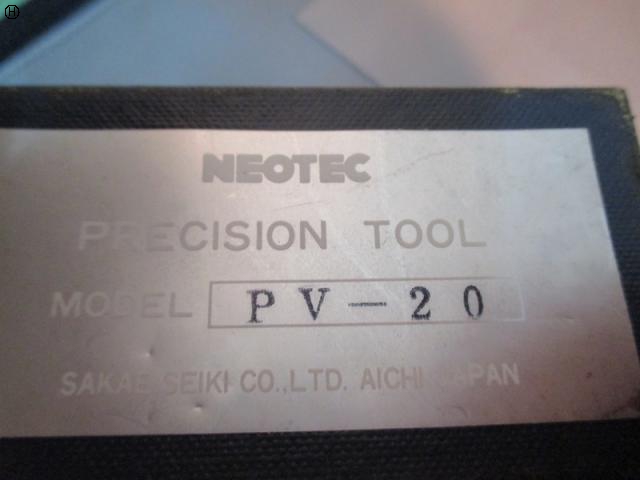 H
NEOTEC
PRECISION TOOL
MODEL PV-20
SAKAE SEIKI CO.,LTD. AICHI JAPAN